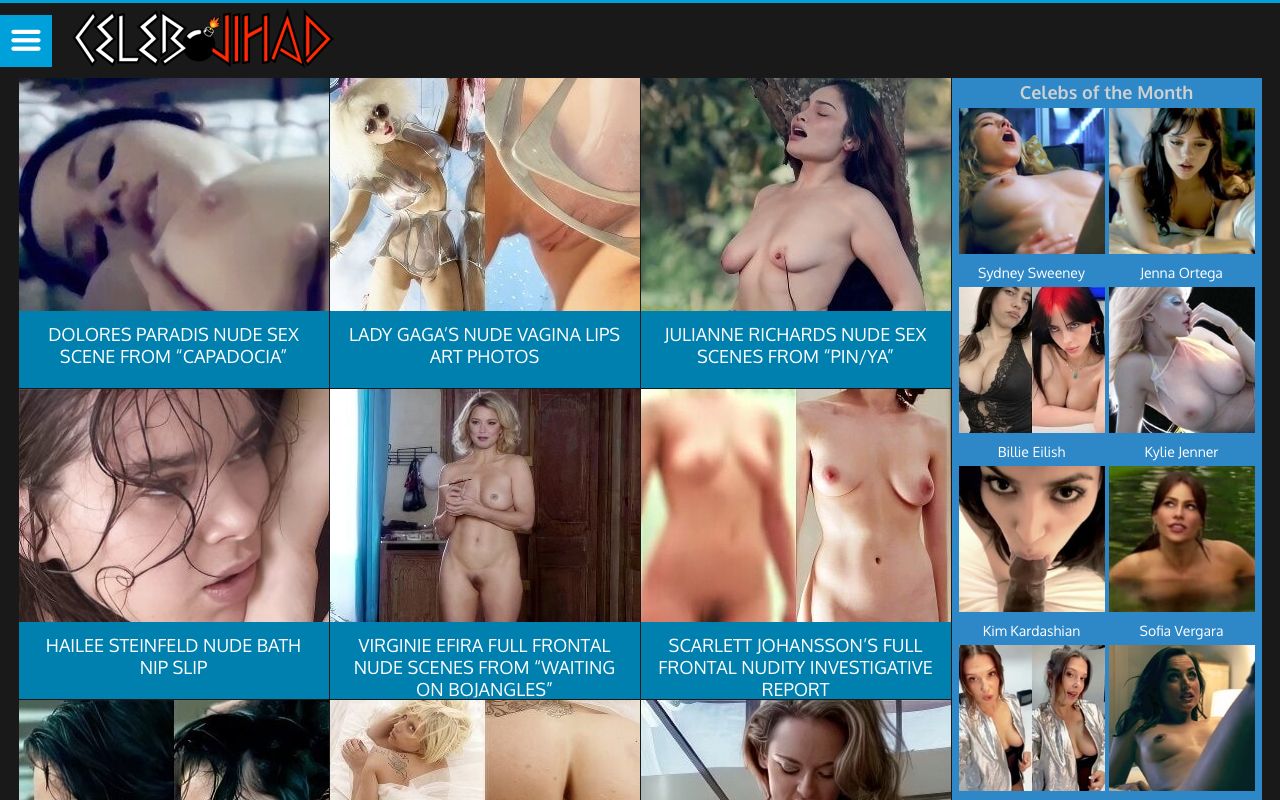 CELEB JIHAD
Celebs of the Month
DOLORES PARADIS NUDE SEX
SCENE FROM “CAPADOCIA”
LADY GAGA’S NUDE VAGINA LIPS
ART PHOTOS
JULIANNE RICHARDS NUDE SEX
SCENES FROM “PIN/YA”
Sydney Sweeney
Jenna Ortega
Billie Eilish
Kylie Jenner
HAILEE STEINFELD NUDE BATH
NIP SLIP
VIRGINIE EFIRA FULL FRONTAL
NUDE SCENES FROM “WAITING
ON BOJANGLES”
SCARLETT JOHANSSON’S FULL
FRONTAL NUDITY INVESTIGATIVE
REPORT
Kim Kardashian
Sofia Vergara